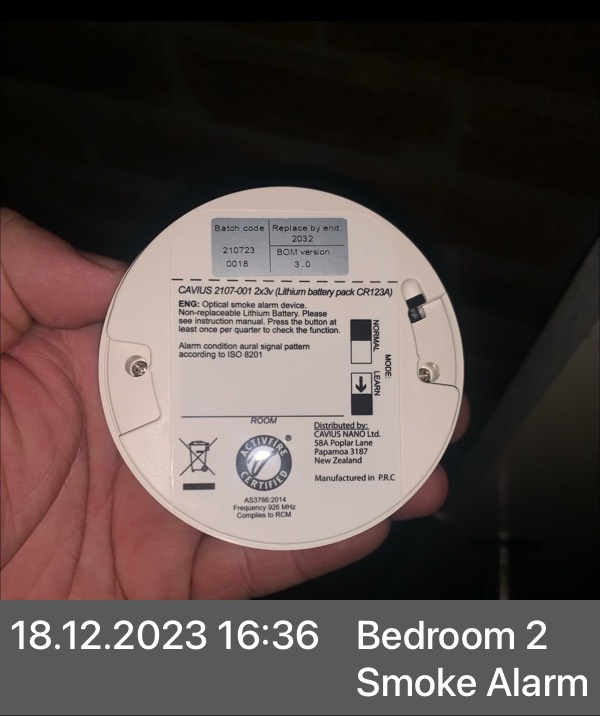 Batch code
210723
0018
Replace by end
2032
BOM version
3.0
CAVIUS 2107-001 2x3v (Lithium battery pack CR123A)
ENG: Optical smoke alarm device.
Non-replaceable Lithium Battery. Please
see instruction manual. Press the button at
least once per quarter to check the function.
Alarm condition aural signal pattern
according to ISO 8201
NORMAL
MODE:
LEARN
ROOM
ACTIVFIRE®
CERTIFIED
AS3786:2014
Frequency 926 MHz
Complies to RCM
Distributed by:
CAVIUS NANO Ltd.
58A Poplar Lane
Papamoa 3187
New Zealand
Manufactured in P.R.C
18.12.2023 16:36
Bedroom 2
Smoke Alarm